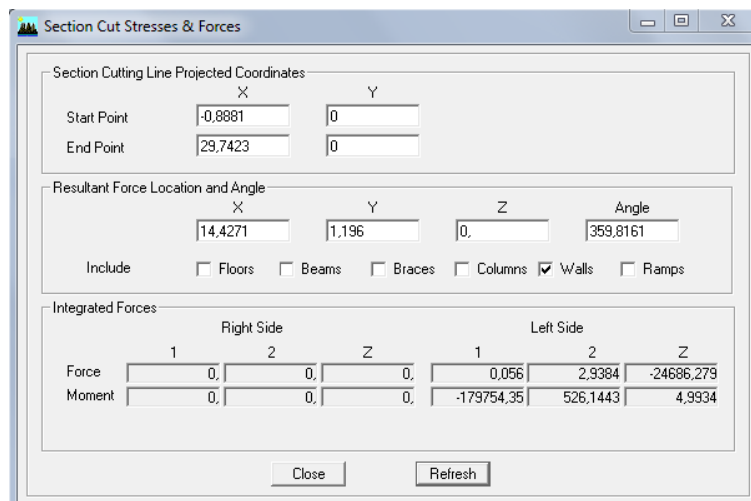 Section Cut Stresses & Forces
Section Cutting Line Projected Coordinates
X Y
Start Point -0,8881 0
End Point 29,7423 0
Resultant Force Location and Angle
X Y Z Angle
14,4271 1,196 0, 359,8161
Include Floors Beams Braces Columns Walls Ramps
Integrated Forces
Right Side Left Side
1 2 Z 1 2 Z
Force 0, 0, 0, 0,056 2,9384 -24686,279
Moment 0, 0, 0, -179754,35 526,1443 4,9934
Close Refresh